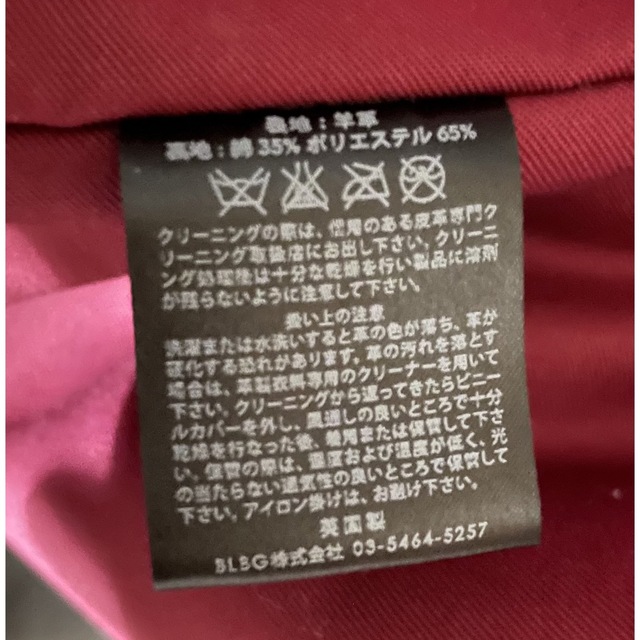 表地：羊革
裏地：綿 35% ポリエステル 65%
クリーニングの際は、信用のある皮革専門ク
リーニング取扱店にお出し下さい。クリーニ
ング処理後は十分な乾燥を行い製品に溶剤
が残らないように注意して下さい。
扱い上の注意
洗濯または水洗いすると革の色が落ち、革が
硬化する恐れがあります。革の汚れを落とす
場合は、革製衣料専用のクリーナーを用いて
下さい。クリーニングから還ってきたらビニー
ルカバーを外し、風通しの良いところで十分
乾燥を行なった後、着用または保管して下さ
い。保管の際は、温度および湿度が低く、光
の当たらない通気性の良いところで保管して
下さい。アイロン掛けは、お避け下さい。
英国製
BLBG株式会社 03-5464-5257